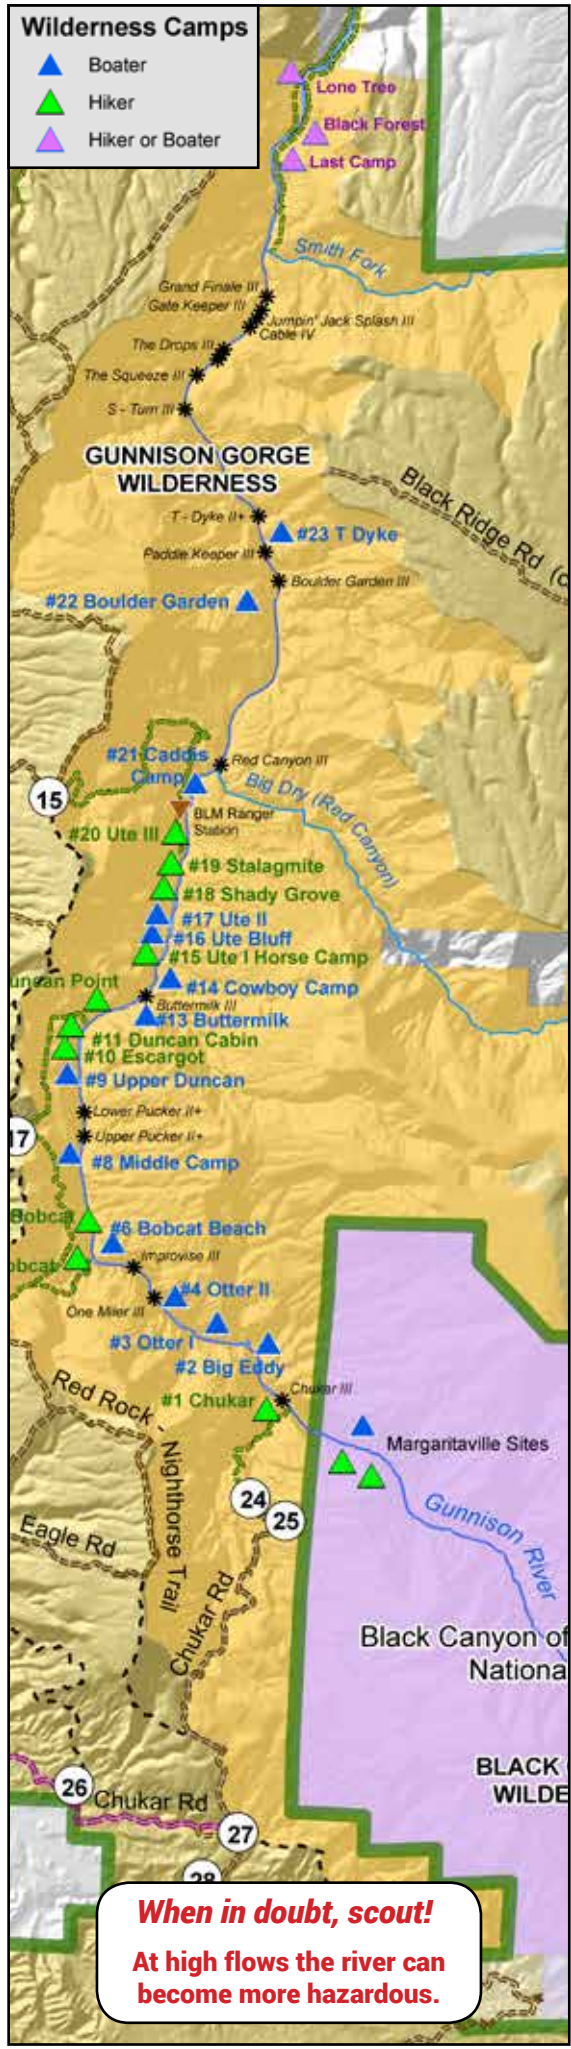 Wilderness Camps
Boater
Hiker
Hiker or Boater
Lone Tree
Black Forest
Last Camp
Smith Fork
Grand Finale III
Gate Keeper III
Jumpin' Jack Splash III
Cable IV
The Drops III
The Squeeze III
S - Turn III
GUNNISON GORGE
WILDERNESS
Black Ridge Rd (c
T - Dyke II+
#23 T Dyke
Paddle Keeper III
Boulder Garden III
#22 Boulder Garden
#21 Caddis
Camp
Red Canyon III
Big Dry (Red Canyon)
15
BLM Ranger
Station
#20 Ute III
#19 Stalagmite
#18 Shady Grove
#17 Ute II
#16 Ute Bluff
#15 Ute I Horse Camp
uncan Point
#14 Cowboy Camp
Buttermilk III
#13 Buttermilk
#11 Duncan Cabin
#10 Escargot
#9 Upper Duncan
Lower Pucker II+
17
Upper Pucker II+
#8 Middle Camp
Bobcat
#6 Bobcat Beach
Improvise III
obcat
#4 Otter II
One Miler III
#3 Otter I
#2 Big Eddy
Chukar III
#1 Chukar
Red Rock -
Nighthorse Trail
Margaritaville Sites
24
25
Gunnison River
Eagle Rd
Chukar Rd
Black Canyon of
Nationa
BLACK
WILDE
26
Chukar Rd
27
28
When in doubt, scout!
At high flows the river can
become more hazardous.